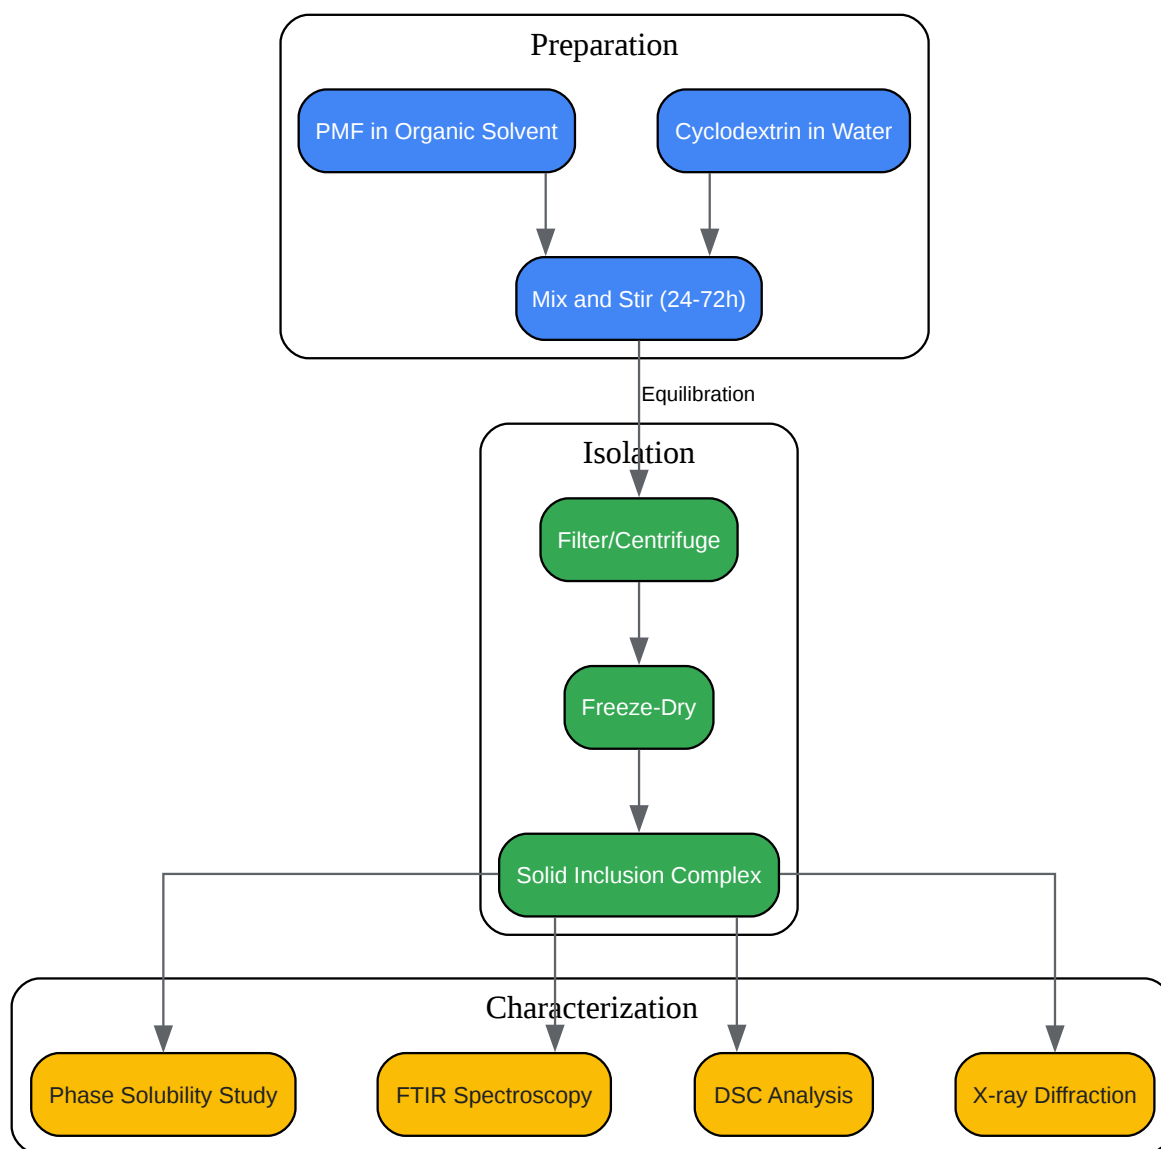 Preparation
PMF in Organic Solvent
Cyclodextrin in Water
Mix and Stir (24-72h)
Equilibration
Isolation
Filter/Centrifuge
Freeze-Dry
Solid Inclusion Complex
Characterization
Phase Solubility Study
FTIR Spectroscopy
DSC Analysis
X-ray Diffraction